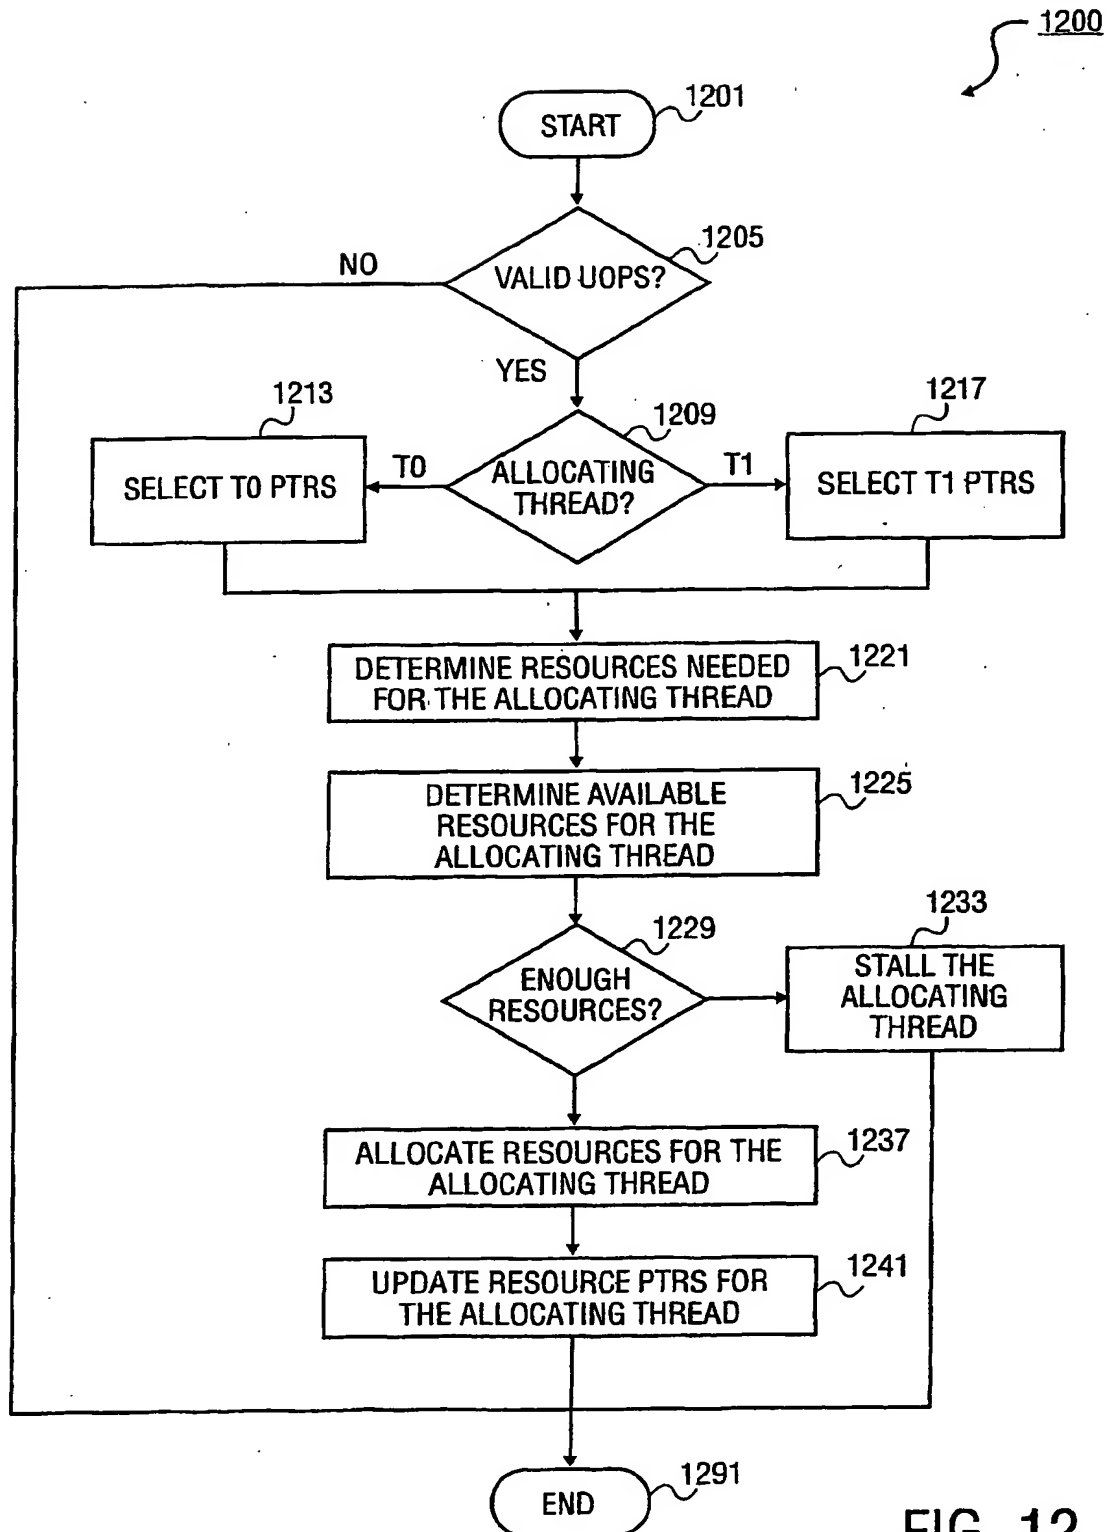 1200
START
1201
VALID UOPS?
1205
NO
YES
1213
1209
1217
SELECT T0 PTRS
T0
ALLOCATING
THREAD?
T1
SELECT T1 PTRS
DETERMINE RESOURCES NEEDED
FOR THE ALLOCATING THREAD
1221
DETERMINE AVAILABLE
RESOURCES FOR THE
ALLOCATING THREAD
1225
ENOUGH
RESOURCES?
1229
1233
STALL THE
ALLOCATING
THREAD
ALLOCATE RESOURCES FOR THE
ALLOCATING THREAD
1237
UPDATE RESOURCE PTRS FOR
THE ALLOCATING THREAD
1241
END
1291
FIG. 12